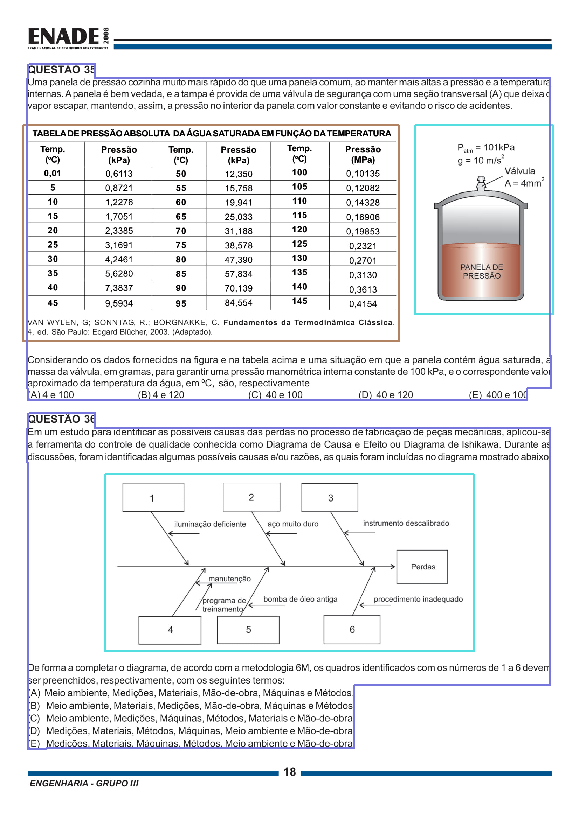 ENADE 2008
QUESTÃO 35
Uma panela de pressão cozinha muito mais rápido do que uma panela comum, ao manter mais altas a pressão e a temperatura
internas. A panela é bem vedada, e a tampa é provida de uma válvula de segurança com uma seção transversal (A) que deixa o
vapor escapar, mantendo, assim, a pressão no interior da panela com valor constante e evitando o risco de acidentes.
TABELA DE PRESSÃO ABSOLUTA DA ÁGUA SATURADA EM FUNÇÃO DA TEMPERATURA
Temp. Pressão Temp. Pressão Temp. Pressão
(ºC) (kPa) (ºC) (kPa) (ºC) (MPa)
0,01 0,6113 50 12,350 100 0,10135
5 0,8721 55 15,758 105 0,12082
10 1,2276 60 19,941 110 0,14328
15 1,7051 65 25,033 115 0,16906
20 2,3385 70 31,188 120 0,19853
25 3,1691 75 38,578 125 0,2321
30 4,2461 80 47,390 130 0,2701
35 5,6280 85 57,834 135 0,3130
40 7,3837 90 70,139 140 0,3613
45 9,5934 95 84,554 145 0,4154
Patm = 101kPa
g = 10 m/s2
Válvula
A = 4mm2
PANELA DE
PRESSÃO
VAN WYLEN, G; SONNTAG, R.; BORGNAKKE, C. Fundamentos da Termodinâmica Clássica.
4. ed. São Paulo: Edgard Blücher, 2003. (Adaptado).
Considerando os dados fornecidos na figura e na tabela acima e uma situação em que a panela contém água saturada, a
massa da válvula, em gramas, para garantir uma pressão manométrica interna constante de 100 kPa, e o correspondente valor
aproximado da temperatura da água, em ºC, são, respectivamente
(A) 4 e 100 (B) 4 e 120 (C) 40 e 100 (D) 40 e 120 (E) 400 e 100
QUESTÃO 36
Em um estudo para identificar as possíveis causas das perdas no processo de fabricação de peças mecânicas, aplicou-se
a ferramenta do controle de qualidade conhecida como Diagrama de Causa e Efeito ou Diagrama de Ishikawa. Durante as
discussões, foram identificadas algumas possíveis causas e/ou razões, as quais foram incluídas no diagrama mostrado abaixo.
1 2 3
iluminação deficiente aço muito duro instrumento descalibrado
Perdas
manutenção
programa de bomba de óleo antiga procedimento inadequado
treinamento
4 5 6
De forma a completar o diagrama, de acordo com a metodologia 6M, os quadros identificados com os números de 1 a 6 devem
ser preenchidos, respectivamente, com os seguintes termos:
(A) Meio ambiente, Medições, Materiais, Mão-de-obra, Máquinas e Métodos.
(B) Meio ambiente, Materiais, Medições, Mão-de-obra, Máquinas e Métodos.
(C) Meio ambiente, Medições, Máquinas, Métodos, Materiais e Mão-de-obra.
(D) Medições, Materiais, Métodos, Máquinas, Meio ambiente e Mão-de-obra.
(E) Medições, Materiais, Máquinas, Métodos, Meio ambiente e Mão-de-obra.
18
ENGENHARIA - GRUPO III